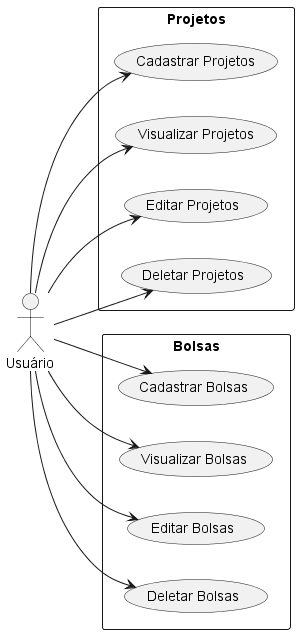 Projetos
Cadastrar Projetos
Visualizar Projetos
Editar Projetos
Deletar Projetos
Usuário
Bolsas
Cadastrar Bolsas
Visualizar Bolsas
Editar Bolsas
Deletar Bolsas